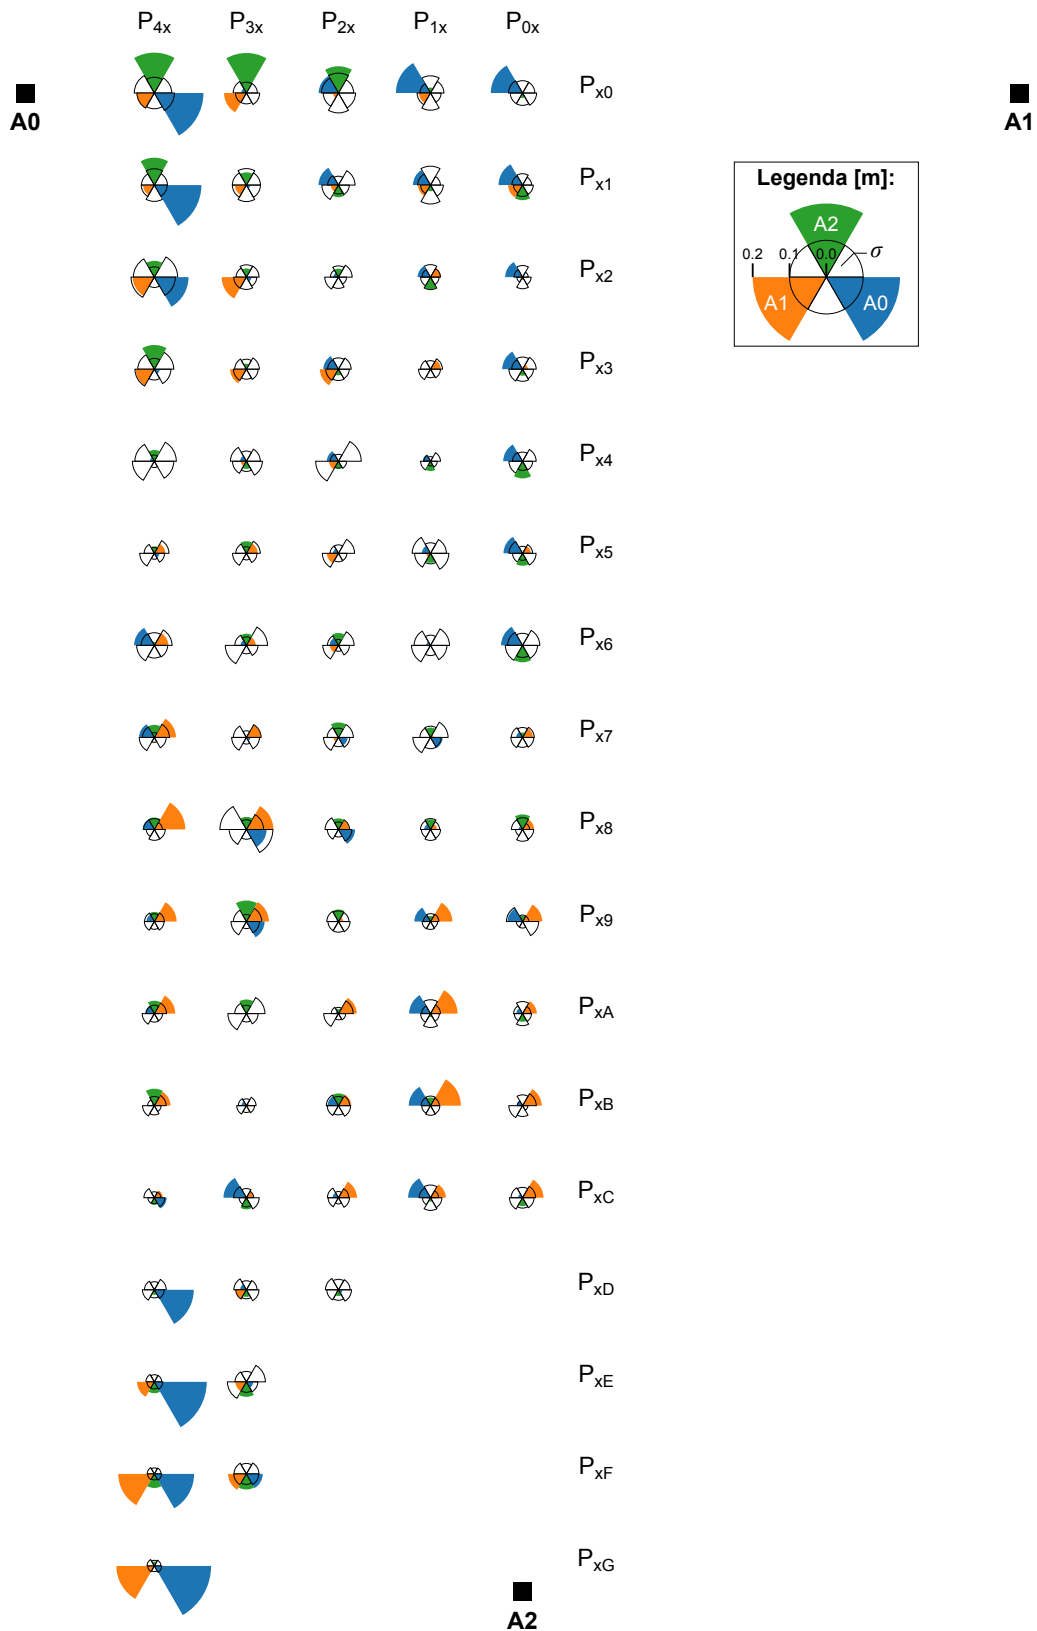 P4x P3x P2x P1x P0x
Px0
A0
A1
Px1
Legenda [m]:
A2
0.2 0.1 0.0 σ
A1 A0
Px2
Px3
Px4
Px5
Px6
Px7
Px8
Px9
PxA
PxB
PxC
PxD
PxE
PxF
PxG
A2